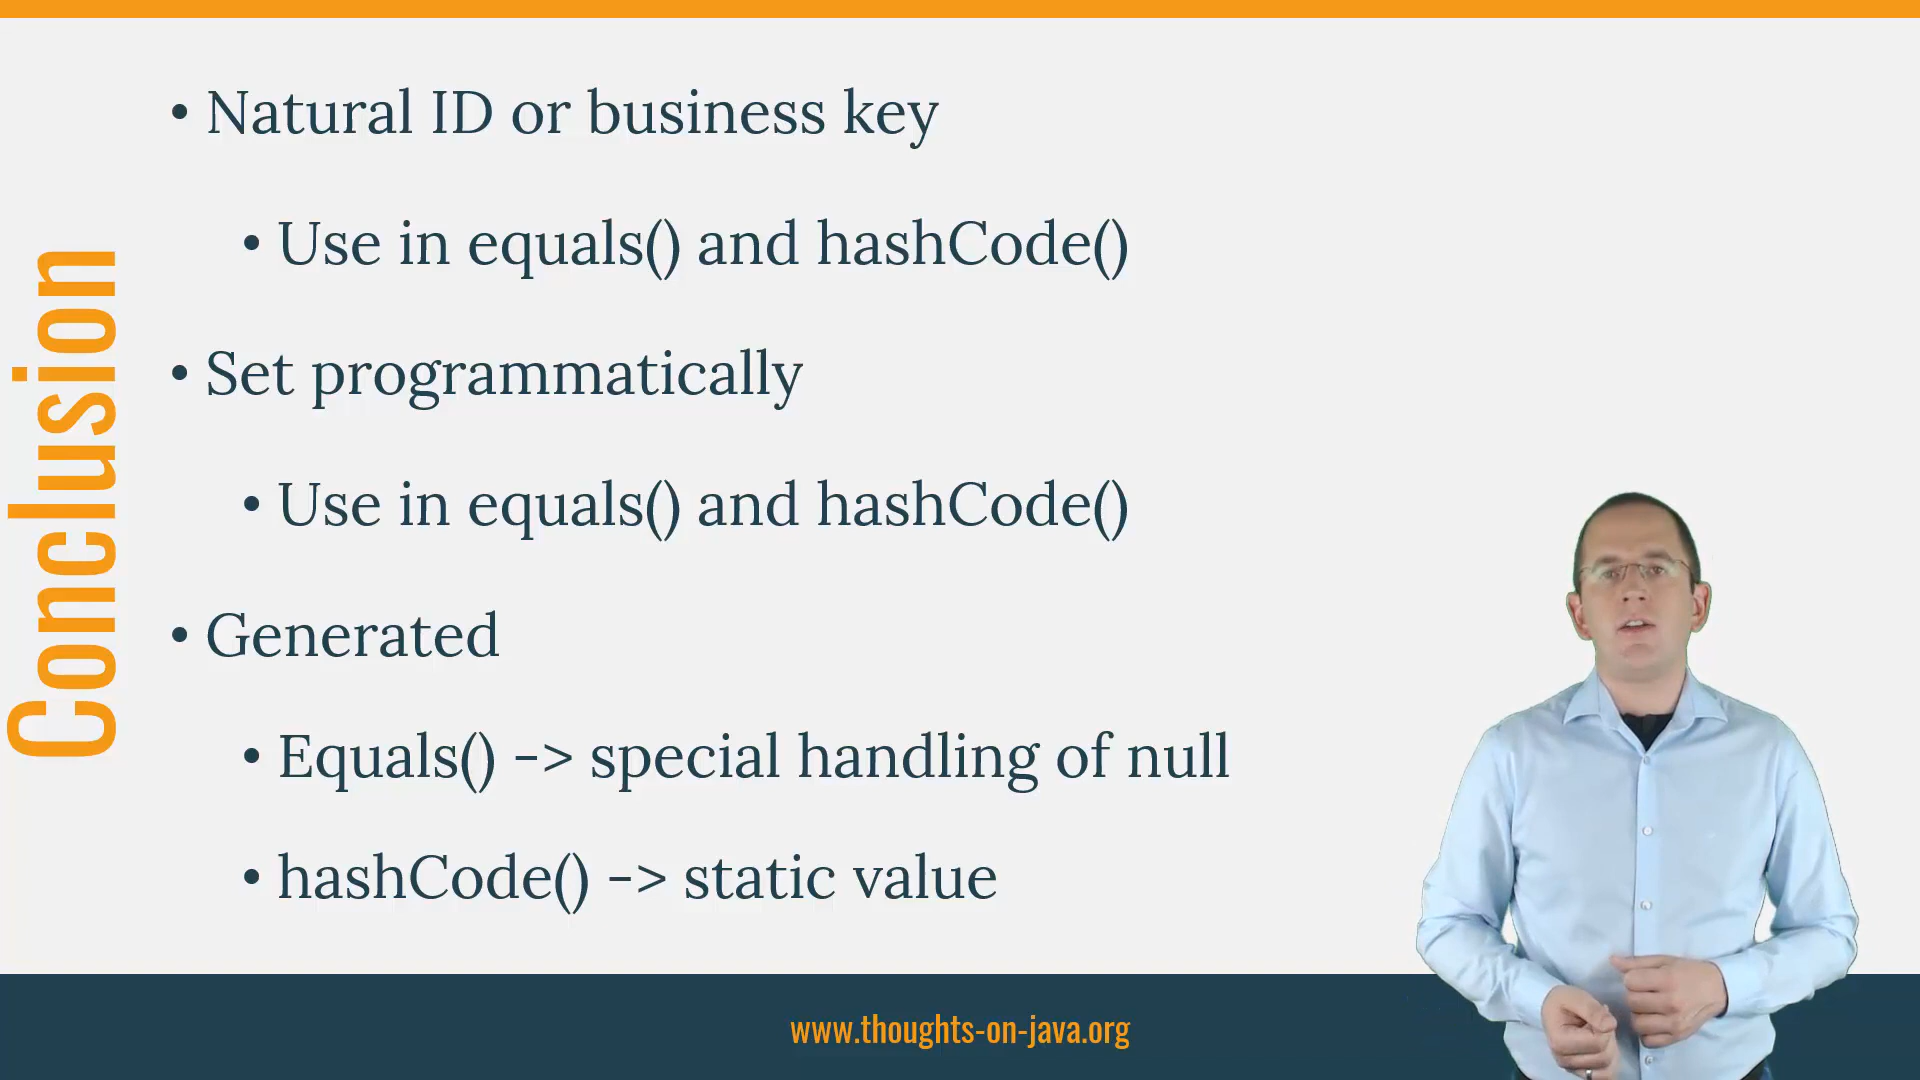 Conclusion
• Natural ID or business key
• Use in equals() and hashCode()
• Set programmatically
• Use in equals() and hashCode()
• Generated
• Equals() -> special handling of null
• hashCode() -> static value
www.thoughts-on-java.org